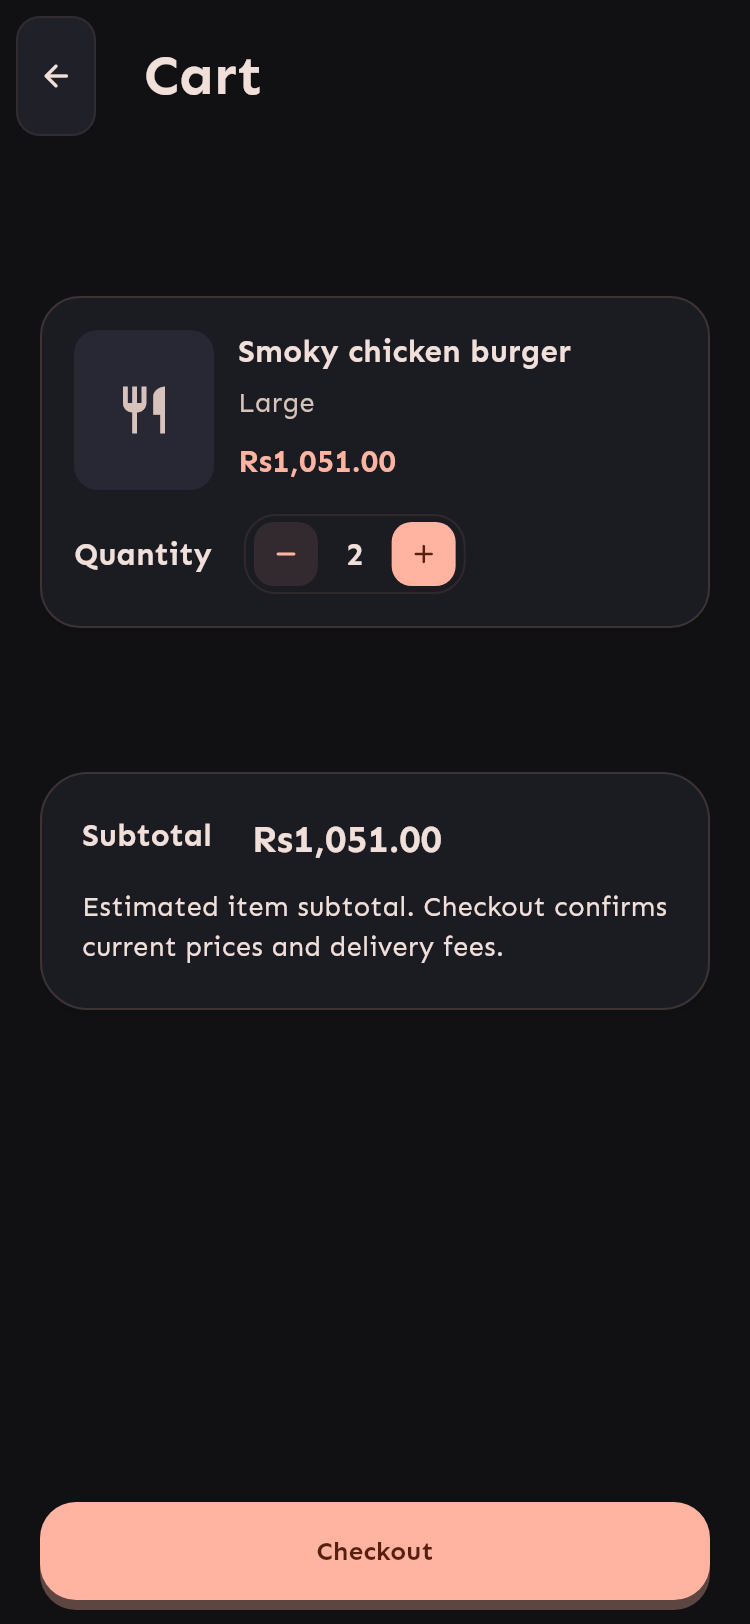 Cart
Smoky chicken burger
Large
Rs1,051.00
Quantity
2
Subtotal Rs1,051.00
Estimated item subtotal. Checkout confirms
current prices and delivery fees.
Checkout